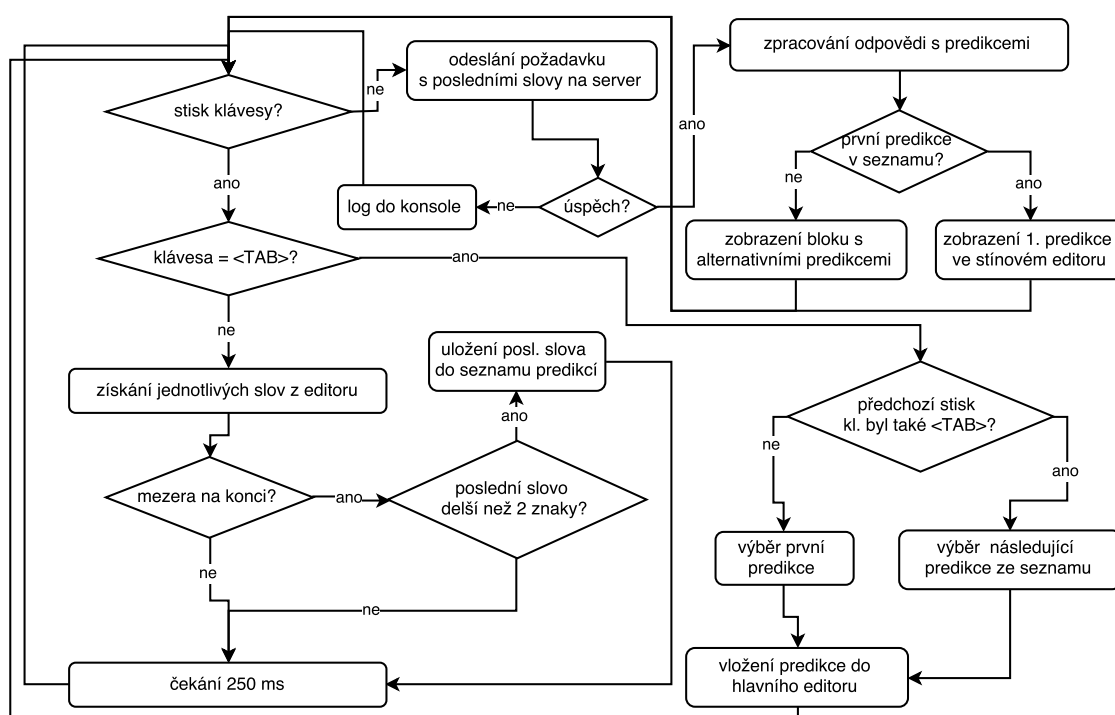 zpracování odpovědi s predikcemi
odeslání požadavku
s posledními slovy na server
ne
stisk klávesy?
ano
první predikce
v seznamu?
ne
ano
ano
log do konsole
ne
úspěch?
zobrazení bloku s
alternativními predikcemi
zobrazení 1. predikce
ve stínovém editoru
klávesa = <TAB>?
ano
ne
uložení posl. slova
do seznamu predikcí
získání jednotlivých slov z editoru
ano
předchozí stisk
kl. byl také <TAB>?
ne
ano
mezera na konci?
ano
poslední slovo
delší než 2 znaky?
výběr první
predikce
výběr následující
predikce ze seznamu
ne
ne
čekání 250 ms
vložení predikce do
hlavního editoru